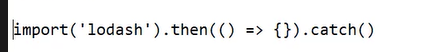 import('lodash').then(() => {}).catch()